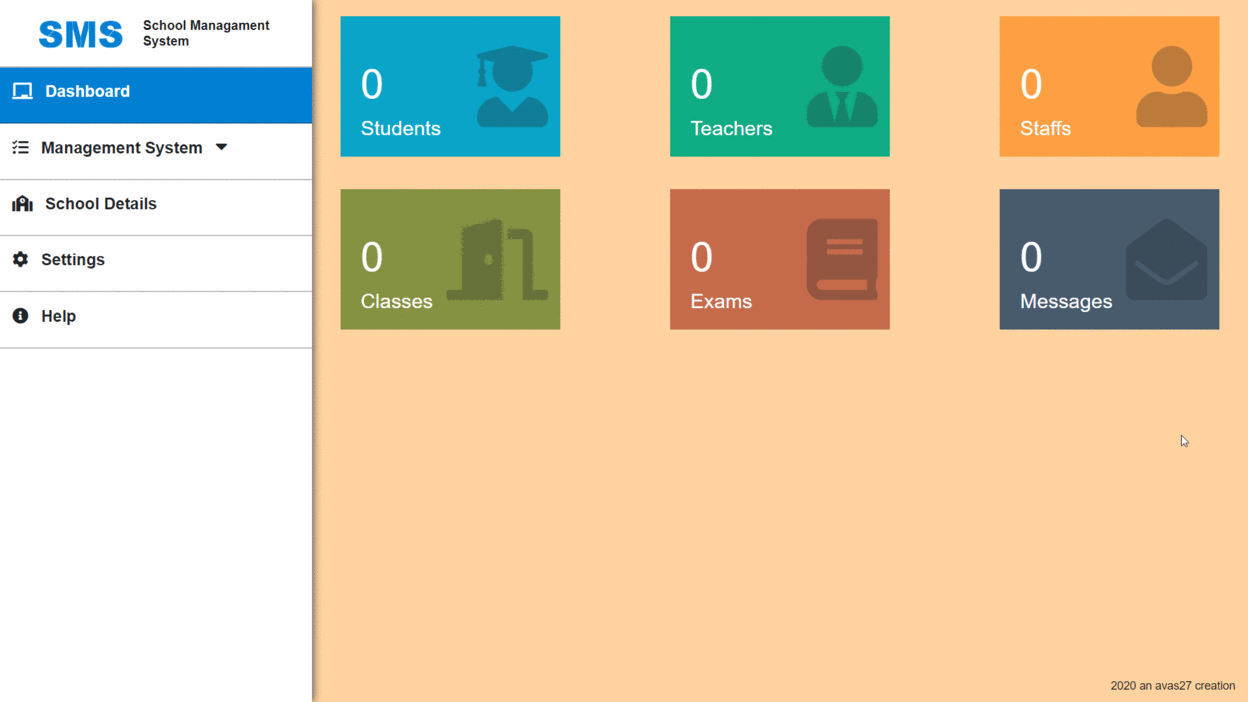 SMS
School Managament
System
Dashboard
Management System
School Details
Settings
Help
0
Students
0
Teachers
0
Staffs
0
Classes
0
Exams
0
Messages
2020 an avas27 creation